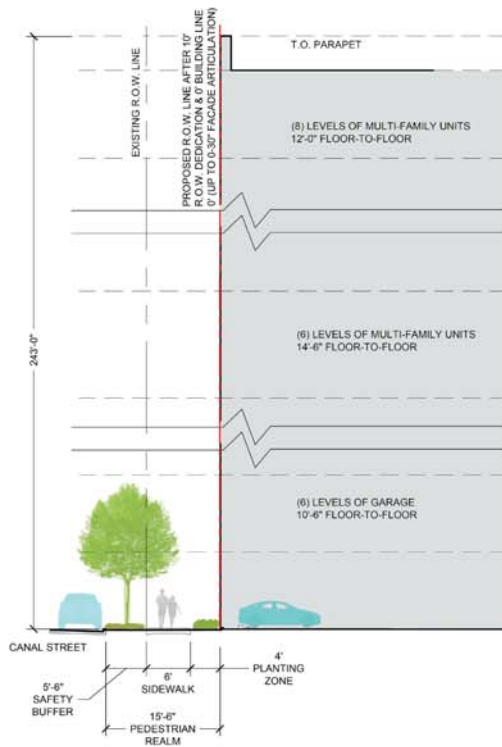 T.O. PARAPET
EXISTING R.O.W. LINE
PROPOSED R.O.W. LINE AFTER 10'
R.O.W. DEDICATION & 0' BUILDING LINE
0' (UP TO 0-30" FACADE ARTICULATION)
(8) LEVELS OF MULTI-FAMILY UNITS
12'-0" FLOOR-TO-FLOOR
243'-0"
(6) LEVELS OF MULTI-FAMILY UNITS
14'-6" FLOOR-TO-FLOOR
(6) LEVELS OF GARAGE
10'-6" FLOOR-TO-FLOOR
CANAL STREET
5'-6"
SAFETY
BUFFER
6'
SIDEWALK
4'
PLANTING
ZONE
15'-6"
PEDESTRIAN
REALM